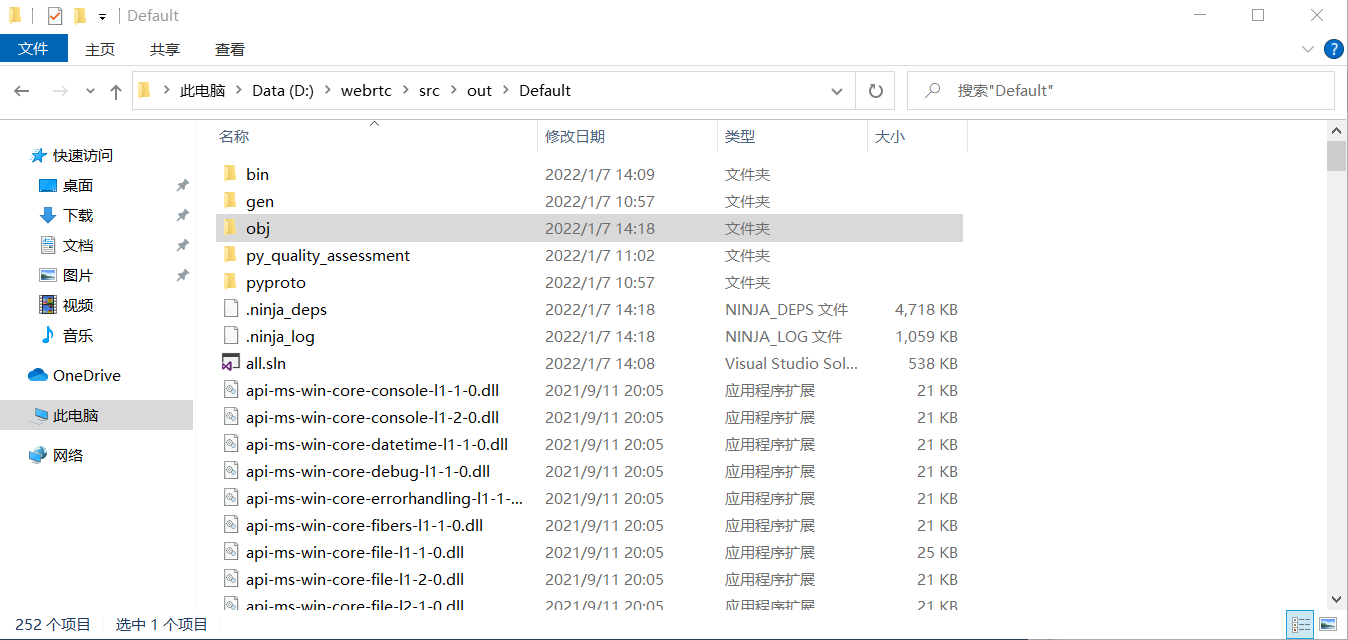 Default
文件 主页 共享 查看
此电脑 Data (D:) webrtc src out Default 搜索"Default"
名称 修改日期 类型 大小
快速访问
桌面
下载
文档
图片
视频
音乐
OneDrive
此电脑
网络
bin 2022/1/7 14:09 文件夹
gen 2022/1/7 10:57 文件夹
obj 2022/1/7 14:18 文件夹
py_quality_assessment 2022/1/7 11:02 文件夹
pyproto 2022/1/7 10:57 文件夹
.ninja_deps 2022/1/7 14:18 NINJA_DEPS 文件 4,718 KB
.ninja_log 2022/1/7 14:18 NINJA_LOG 文件 1,059 KB
all.sln 2022/1/7 14:08 Visual Studio Sol... 538 KB
api-ms-win-core-console-l1-1-0.dll 2021/9/11 20:05 应用程序扩展 21 KB
api-ms-win-core-console-l1-2-0.dll 2021/9/11 20:05 应用程序扩展 21 KB
api-ms-win-core-datetime-l1-1-0.dll 2021/9/11 20:05 应用程序扩展 21 KB
api-ms-win-core-debug-l1-1-0.dll 2021/9/11 20:05 应用程序扩展 21 KB
api-ms-win-core-errorhandling-l1-1-... 2021/9/11 20:05 应用程序扩展 21 KB
api-ms-win-core-fibers-l1-1-0.dll 2021/9/11 20:05 应用程序扩展 21 KB
api-ms-win-core-file-l1-1-0.dll 2021/9/11 20:05 应用程序扩展 25 KB
api-ms-win-core-file-l1-2-0.dll 2021/9/11 20:05 应用程序扩展 21 KB
api-ms-win-core-file-l2-1-0.dll 2021/9/11 20:05 应用程序扩展 21 KB
252 个项目 选中 1 个项目